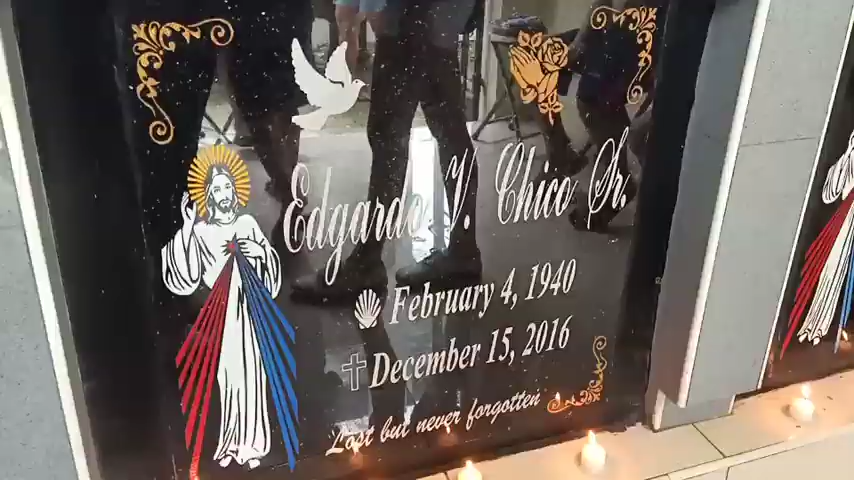 Edgardo V. Chico Sr.
February 4, 1940
December 15, 2016
Lost but never forgotten